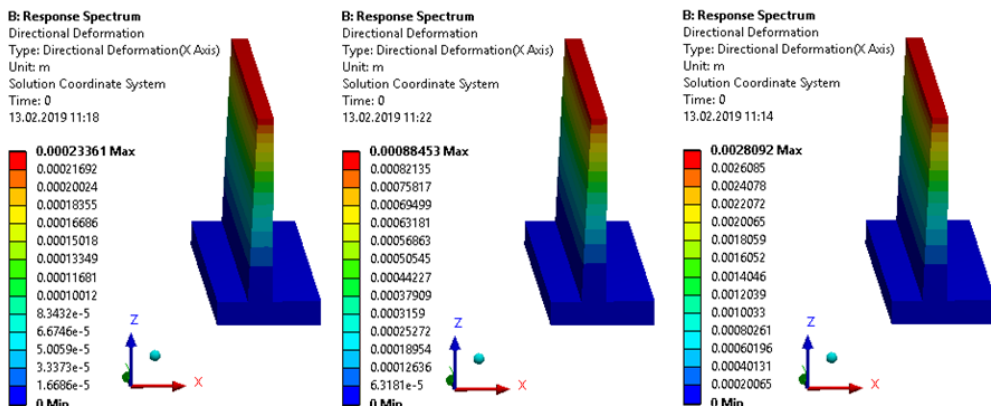 B: Response Spectrum
Directional Deformation
Type: Directional Deformation(X Axis)
Unit: m
Solution Coordinate System
Time: 0
13.02.2019 11:18
0.00023361 Max
0.00021692
0.00020024
0.00018355
0.00016686
0.00015018
0.00013349
0.00011681
0.00010012
8.3432e-5
6.6746e-5
5.0059e-5
3.3373e-5
1.6686e-5
0 Min
Z
X
B: Response Spectrum
Directional Deformation
Type: Directional Deformation(X Axis)
Unit: m
Solution Coordinate System
Time: 0
13.02.2019 11:22
0.00088453 Max
0.00082135
0.00075817
0.00069499
0.00063181
0.00056863
0.00050545
0.00044227
0.00037909
0.0003159
0.00025272
0.00018954
0.00012636
6.3181e-5
0 Min
Z
X
B: Response Spectrum
Directional Deformation
Type: Directional Deformation(X Axis)
Unit: m
Solution Coordinate System
Time: 0
13.02.2019 11:14
0.0028092 Max
0.0026085
0.0024078
0.0022072
0.0020065
0.0018059
0.0016052
0.0014046
0.0012039
0.0010033
0.00080261
0.00060196
0.00040131
0.00020065
0 Min
Z
X